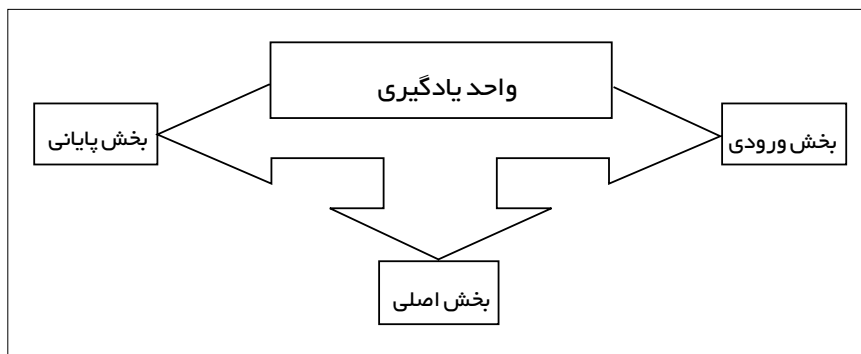 واحد یادگیری
بخش ورودی
بخش پایانی
بخش اصلی